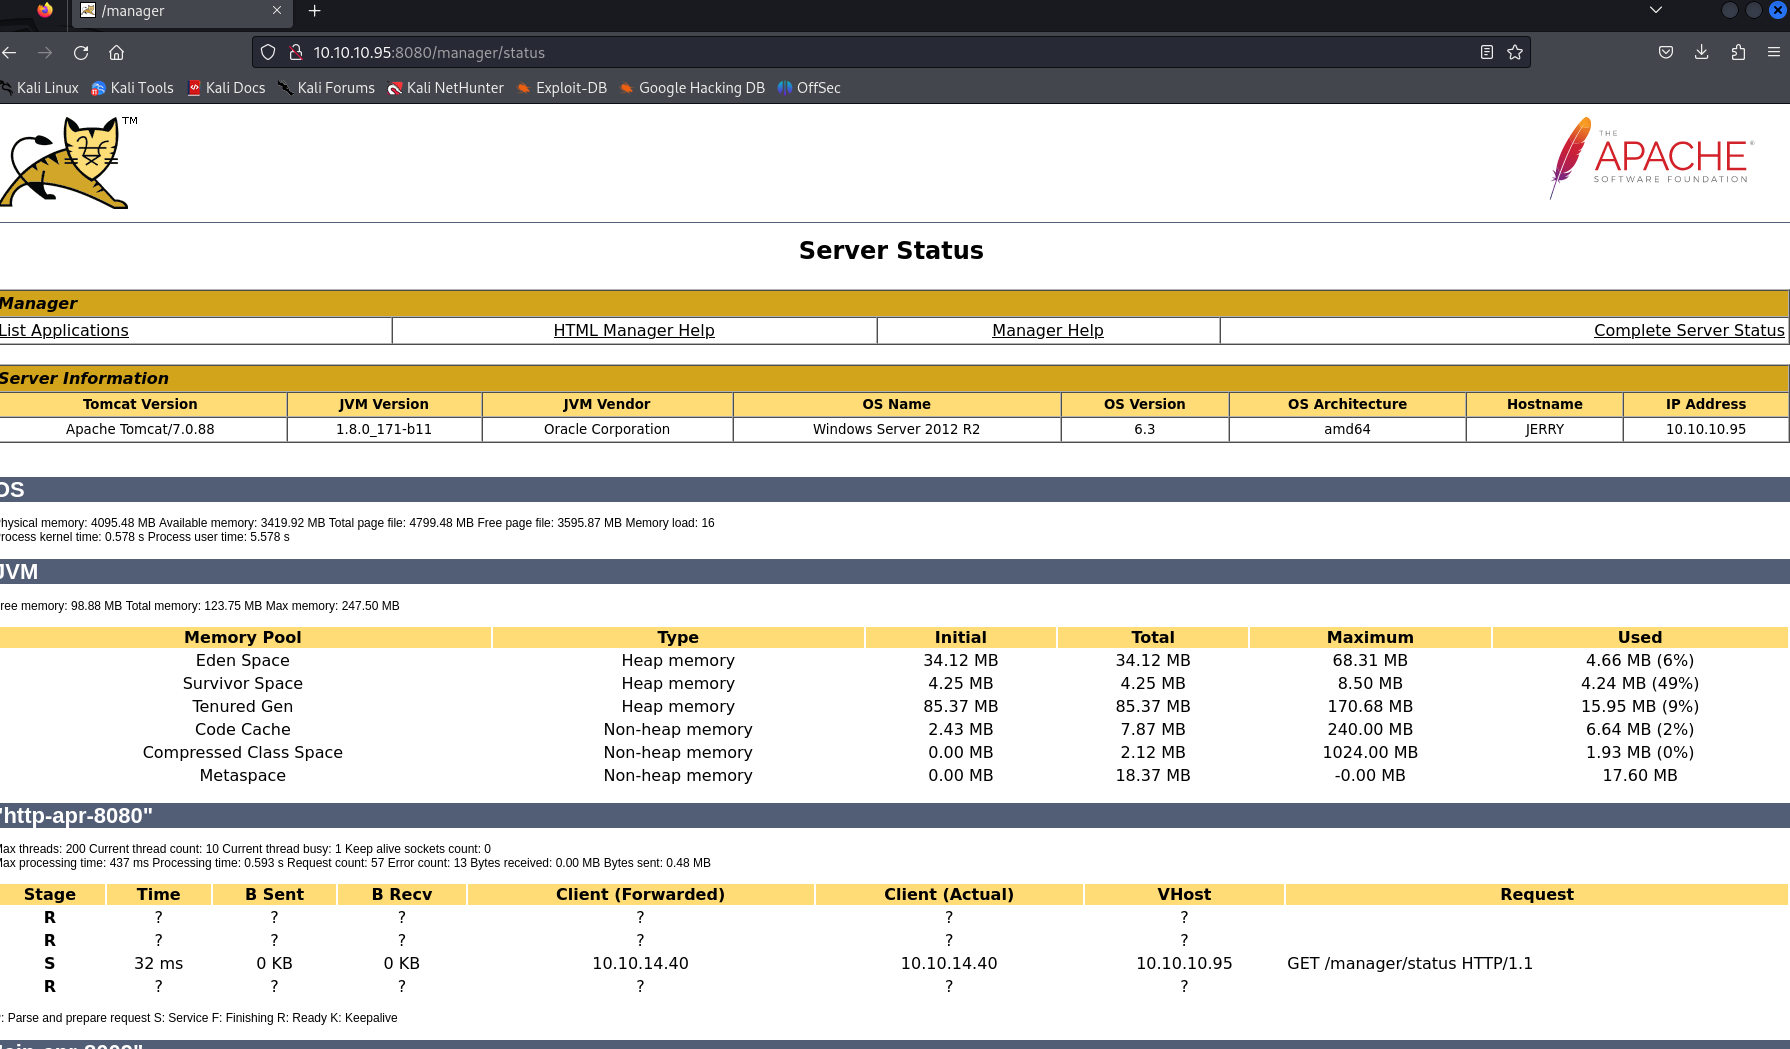 /manager
10.10.10.95:8080/manager/status
Kali Linux Kali Tools Kali Docs Kali Forums Kali NetHunter Exploit-DB Google Hacking DB OffSec
TM
THE
APACHE
SOFTWARE FOUNDATION
Server Status
Manager
List Applications HTML Manager Help Manager Help Complete Server Status
Server Information
Tomcat Version JVM Version JVM Vendor OS Name OS Version OS Architecture Hostname IP Address
Apache Tomcat/7.0.88 1.8.0_171-b11 Oracle Corporation Windows Server 2012 R2 6.3 amd64 JERRY 10.10.10.95
OS
hysical memory: 4095.48 MB Available memory: 3419.92 MB Total page file: 4799.48 MB Free page file: 3595.87 MB Memory load: 16
rocess kernel time: 0.578 s Process user time: 5.578 s
JVM
ree memory: 98.88 MB Total memory: 123.75 MB Max memory: 247.50 MB
Memory Pool Type Initial Total Maximum Used
Eden Space Heap memory 34.12 MB 34.12 MB 68.31 MB 4.66 MB (6%)
Survivor Space Heap memory 4.25 MB 4.25 MB 8.50 MB 4.24 MB (49%)
Tenured Gen Heap memory 85.37 MB 85.37 MB 170.68 MB 15.95 MB (9%)
Code Cache Non-heap memory 2.43 MB 7.87 MB 240.00 MB 6.64 MB (2%)
Compressed Class Space Non-heap memory 0.00 MB 2.12 MB 1024.00 MB 1.93 MB (0%)
Metaspace Non-heap memory 0.00 MB 18.37 MB -0.00 MB 17.60 MB
"http-apr-8080"
Max threads: 200 Current thread count: 10 Current thread busy: 1 Keep alive sockets count: 0
Max processing time: 437 ms Processing time: 0.593 s Request count: 57 Error count: 13 Bytes received: 0.00 MB Bytes sent: 0.48 MB
Stage Time B Sent B Recv Client (Forwarded) Client (Actual) VHost Request
R ? ? ? ? ? ?
R ? ? ? ? ? ?
S 32 ms 0 KB 0 KB 10.10.14.40 10.10.14.40 10.10.10.95 GET /manager/status HTTP/1.1
R ? ? ? ? ? ?
: Parse and prepare request S: Service F: Finishing R: Ready K: Keepalive